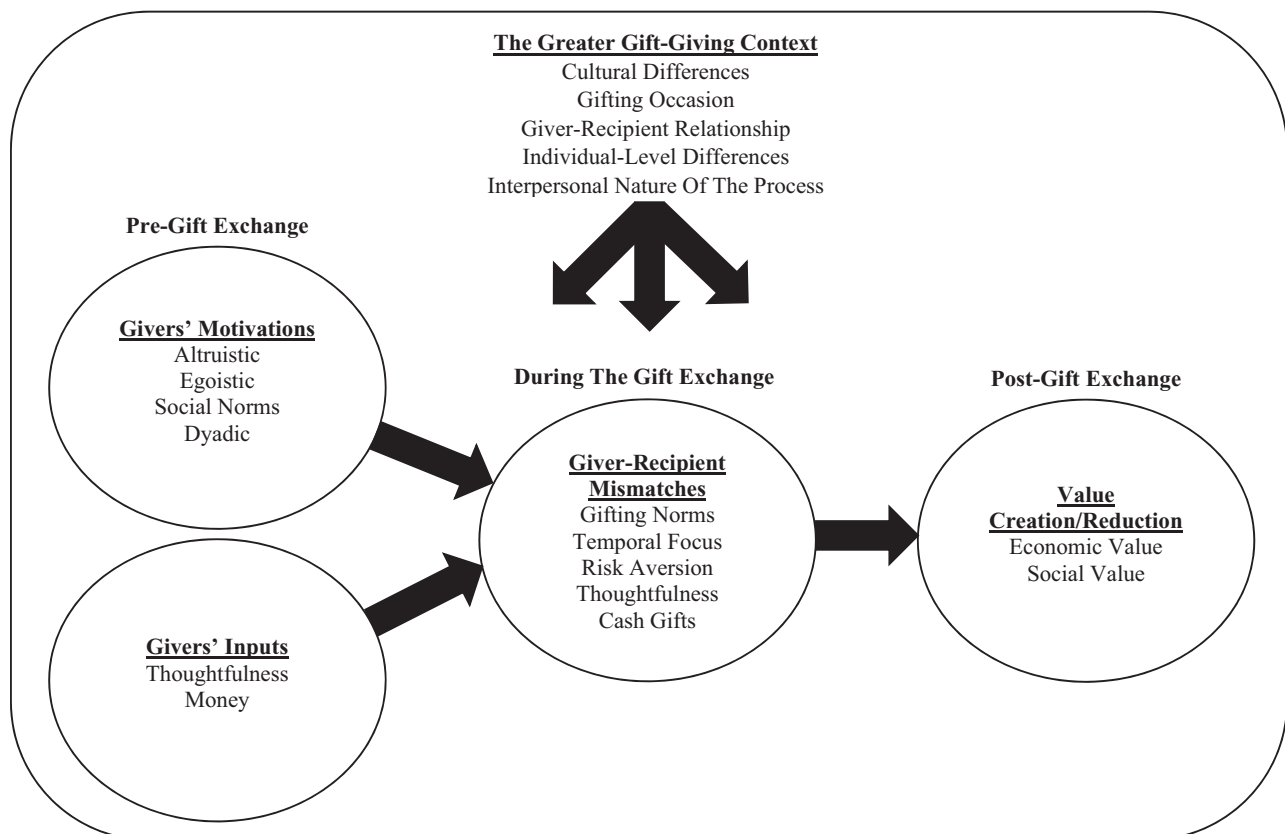 The Greater Gift-Giving Context
Cultural Differences
Gifting Occasion
Giver-Recipient Relationship
Individual-Level Differences
Interpersonal Nature Of The Process
Pre-Gift Exchange
Givers’ Motivations
Altruistic
Egoistic
Social Norms
Dyadic
Givers’ Inputs
Thoughtfulness
Money
During The Gift Exchange
Giver-Recipient
Mismatches
Gifting Norms
Temporal Focus
Risk Aversion
Thoughtfulness
Cash Gifts
Post-Gift Exchange
Value
Creation/Reduction
Economic Value
Social Value